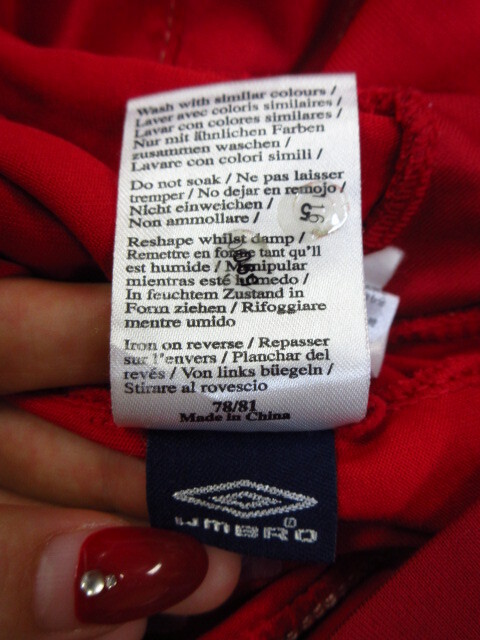 Wash with similar colours /
Laver avec coloris similaires /
Lavar con colores similares /
Nur mit ähnlichen Farben
zusammen waschen /
Lavare con colori simili /
Do not soak / Ne pas laisser
tremper / No dejar en remojo /
Nicht einweichen /
Non ammollare /
Reshape whilst damp /
Remettre en forme tant qu'il
est humide / Manipular
mientras esté húmedo /
In feuchtem Zustand in
Form ziehen / Rifoggiare
mentre umido
Iron on reverse / Repasser
sur l'envers / Planchar del
revés / Von links büegeln /
Stirare al rovescio
78/81
Made in China
UMBRO